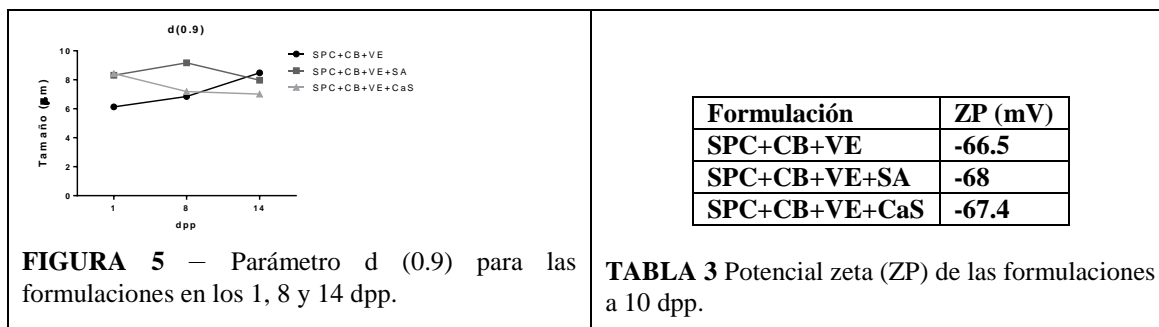 d(0.9)
10
8
6
4
2
0
Tamaño (µm)
1 8 14
dpp
SPC+CB+VE
SPC+CB+VE+SA
SPC+CB+VE+CaS
FIGURA 5 – Parámetro d (0.9) para las
formulaciones en los 1, 8 y 14 dpp.
Formulación ZP (mV)
SPC+CB+VE -66.5
SPC+CB+VE+SA -68
SPC+CB+VE+CaS -67.4
TABLA 3 Potencial zeta (ZP) de las formulaciones
a 10 dpp.